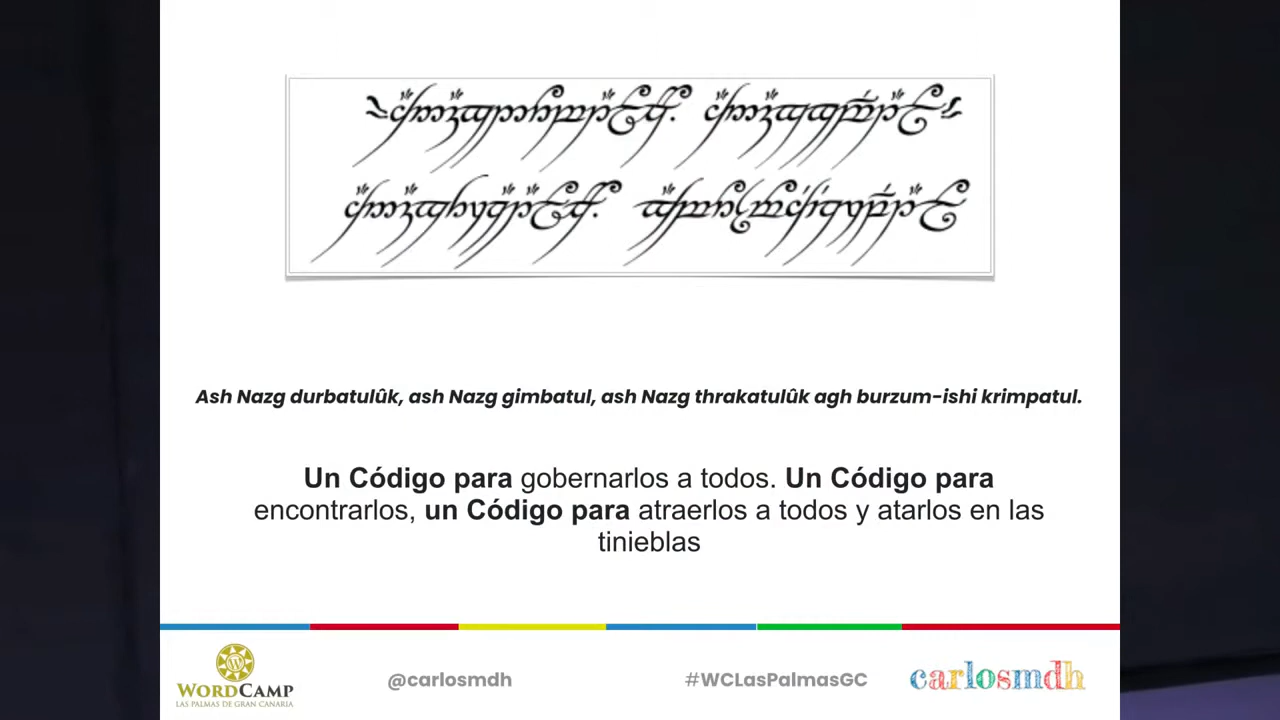 Ash Nazg durbatulûk, ash Nazg gimbatul, ash Nazg thrakatulûk agh burzum-ishi krimpatul.
Un Código para gobernarlos a todos. Un Código para
encontrarlos, un Código para atraerlos a todos y atarlos en las
tinieblas
WORDCAMP
LAS PALMAS DE GRAN CANARIA
@carlosmdh
#WCLasPalmasGC
carlosmdh